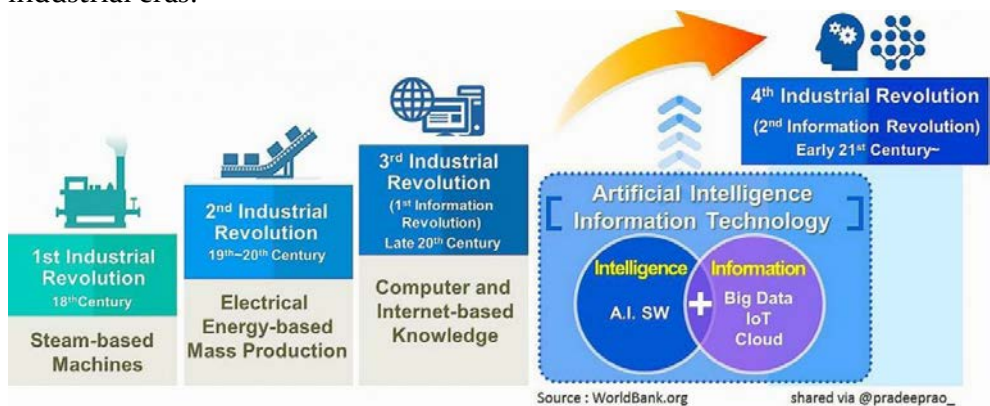 industrial eras.
1st Industrial
Revolution
18thCentury
Steam-based
Machines
2nd Industrial
Revolution
19th~20th Century
Electrical
Energy-based
Mass Production
3rd Industrial
Revolution
(1st Information
Revolution)
Late 20th Century
Computer and
Internet-based
Knowledge
4th Industrial Revolution
(2nd Information Revolution)
Early 21st Century~
Artificial Intelligence
Information Technology
Intelligence
A.I. SW
+
Information
Big Data
IoT
Cloud
Source : WorldBank.org
shared via @pradeeprao_